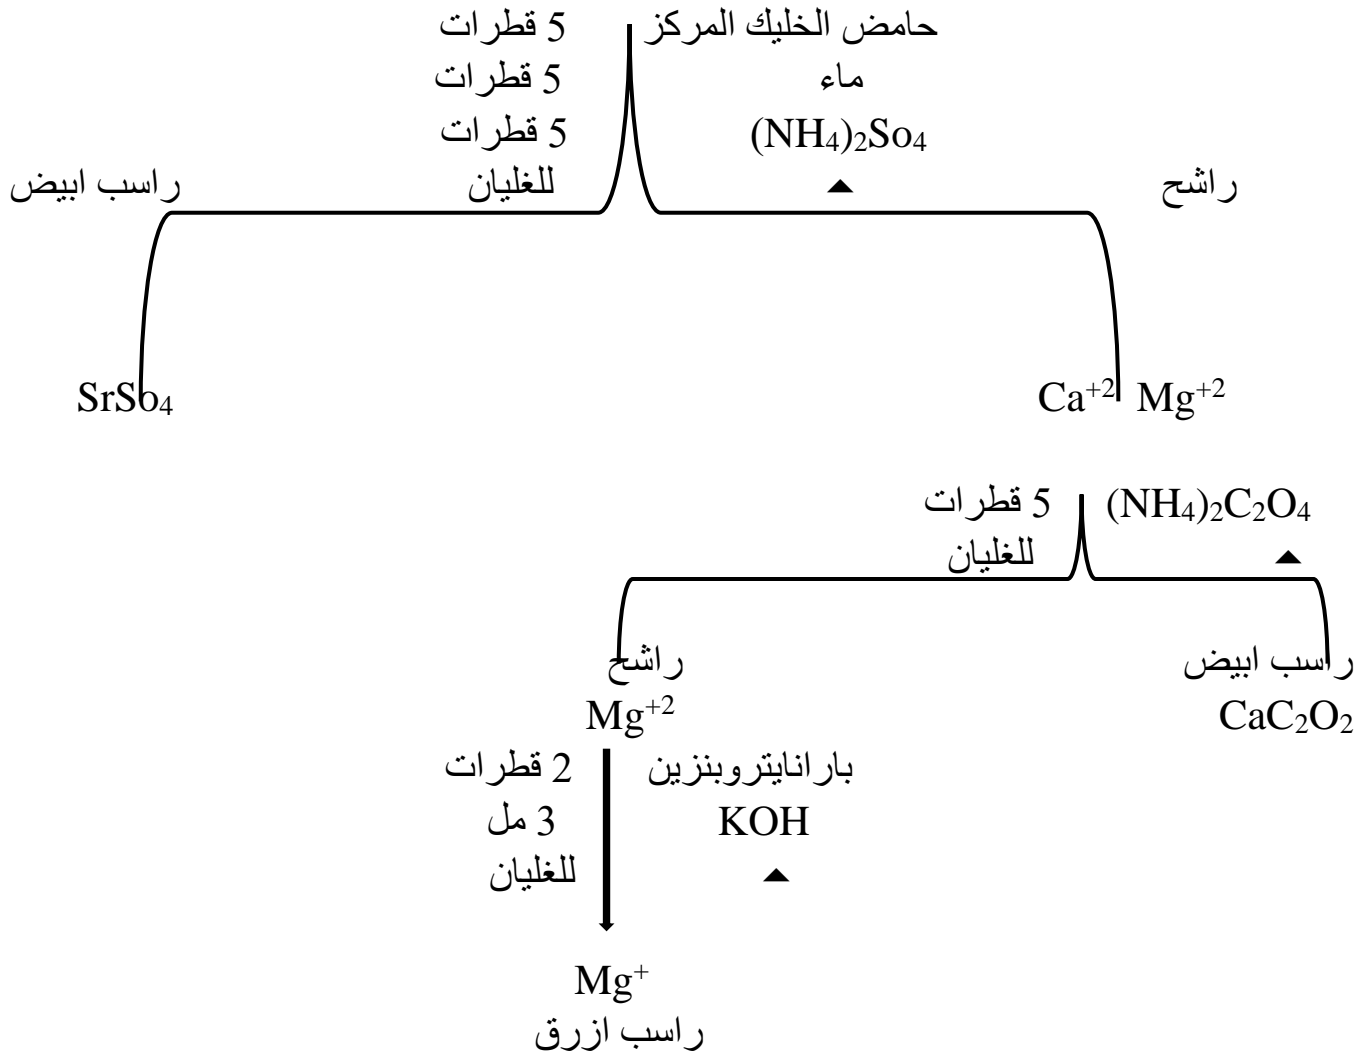 حامض الخليك المركز 5 قطرات
ماء 5 قطرات
(NH₄)₂So₄ 5 قطرات
راشح ▲ للغليان راسب ابيض
SrSo₄ Ca⁺² Mg⁺²
5 قطرات (NH₄)₂C₂O₄
للغليان ▲
راسب ابيض راشح
Mg⁺² CaC₂O₂
بارانايتروبنزين 2 قطرات
KOH 3 مل
▲ للغليان
Mg⁺
راسب ازرق